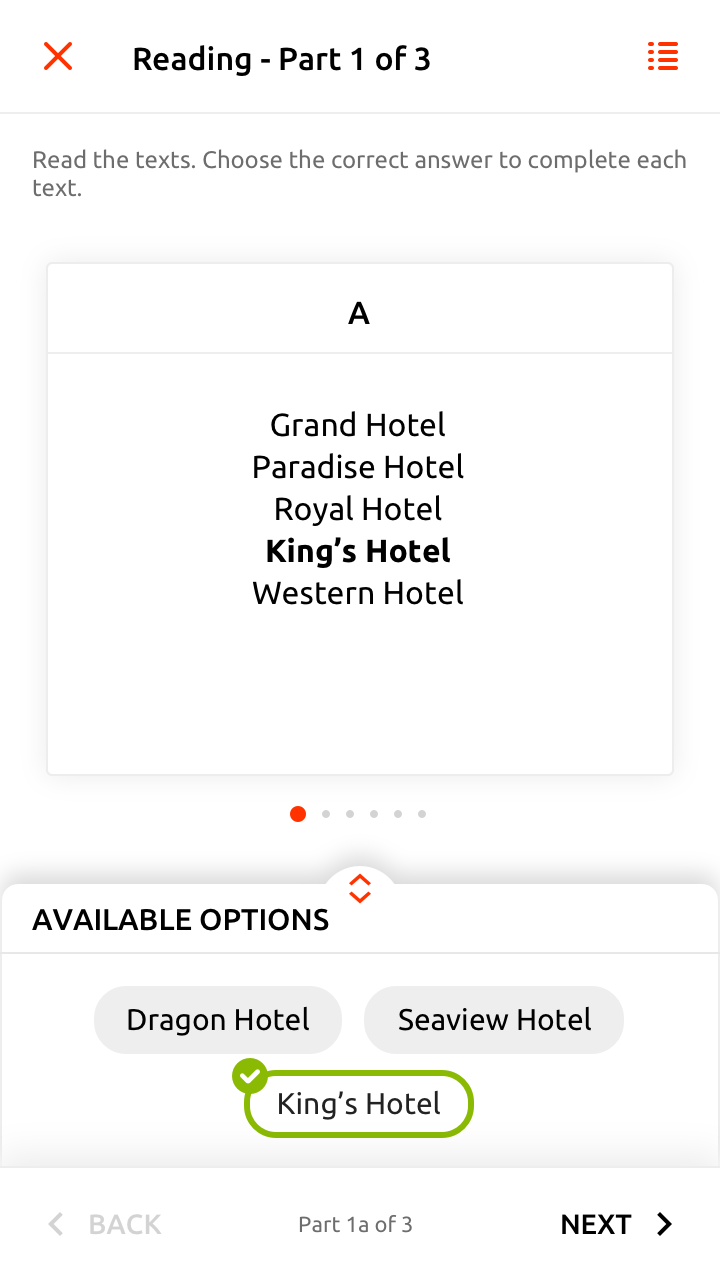 Reading - Part 1 of 3
Read the texts. Choose the correct answer to complete each
text.
A
Grand Hotel
Paradise Hotel
Royal Hotel
King’s Hotel
Western Hotel
AVAILABLE OPTIONS
Dragon Hotel
Seaview Hotel
King’s Hotel
BACK
Part 1a of 3
NEXT